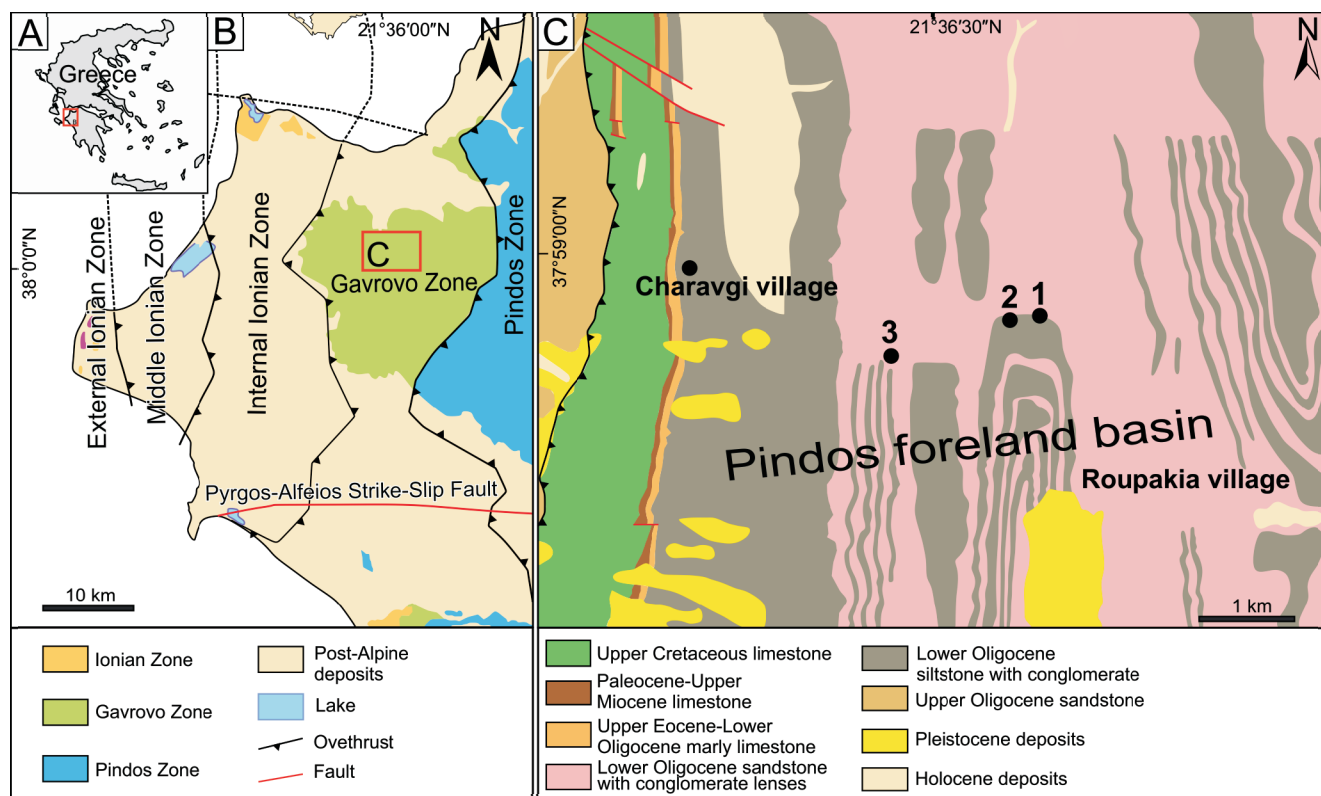 A
Greece
B
21°36′00″N
N
38°0′00″N
External Ionian Zone
Middle Ionian Zone
Internal Ionian Zone
C
Gavrovo Zone
Pindos Zone
Pyrgos-Alfeios Strike-Slip Fault
10 km
Ionian Zone
Gavrovo Zone
Pindos Zone
Post-Alpine
deposits
Lake
Ovethrust
Fault
C
21°36′30″N
N
37°59′00″N
Charavgi village
2
1
3
Pindos foreland basin
Roupakia village
1 km
Upper Cretaceous limestone
Paleocene-Upper
Miocene limestone
Upper Eocene-Lower
Oligocene marly limestone
Lower Oligocene sandstone
with conglomerate lenses
Lower Oligocene
siltstone with conglomerate
Upper Oligocene sandstone
Pleistocene deposits
Holocene deposits